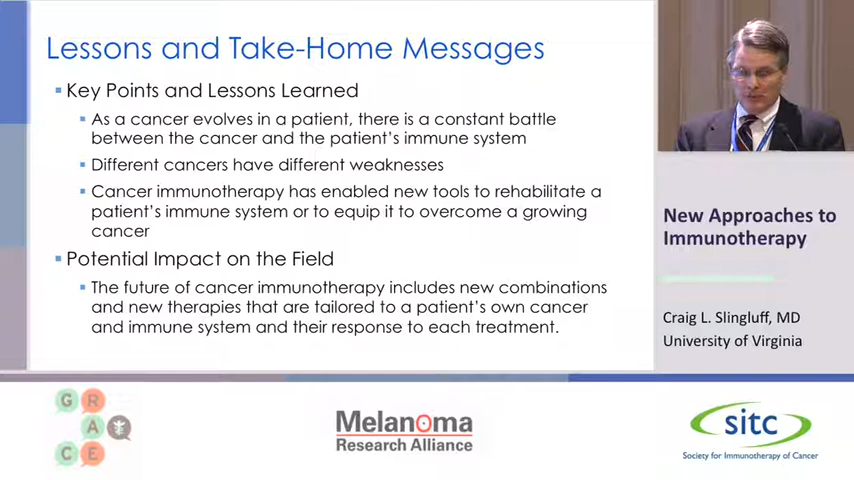 Lessons and Take-Home Messages
▪ Key Points and Lessons Learned
▪ As a cancer evolves in a patient, there is a constant battle
between the cancer and the patient's immune system
▪ Different cancers have different weaknesses
▪ Cancer immunotherapy has enabled new tools to rehabilitate a
patient's immune system or to equip it to overcome a growing
cancer
▪ Potential Impact on the Field
▪ The future of cancer immunotherapy includes new combinations
and new therapies that are tailored to a patient's own cancer
and immune system and their response to each treatment.
New Approaches to
Immunotherapy
Craig L. Slingluff, MD
University of Virginia
G R
A
C E
Melanoma
Research Alliance
sitc
Society for Immunotherapy of Cancer